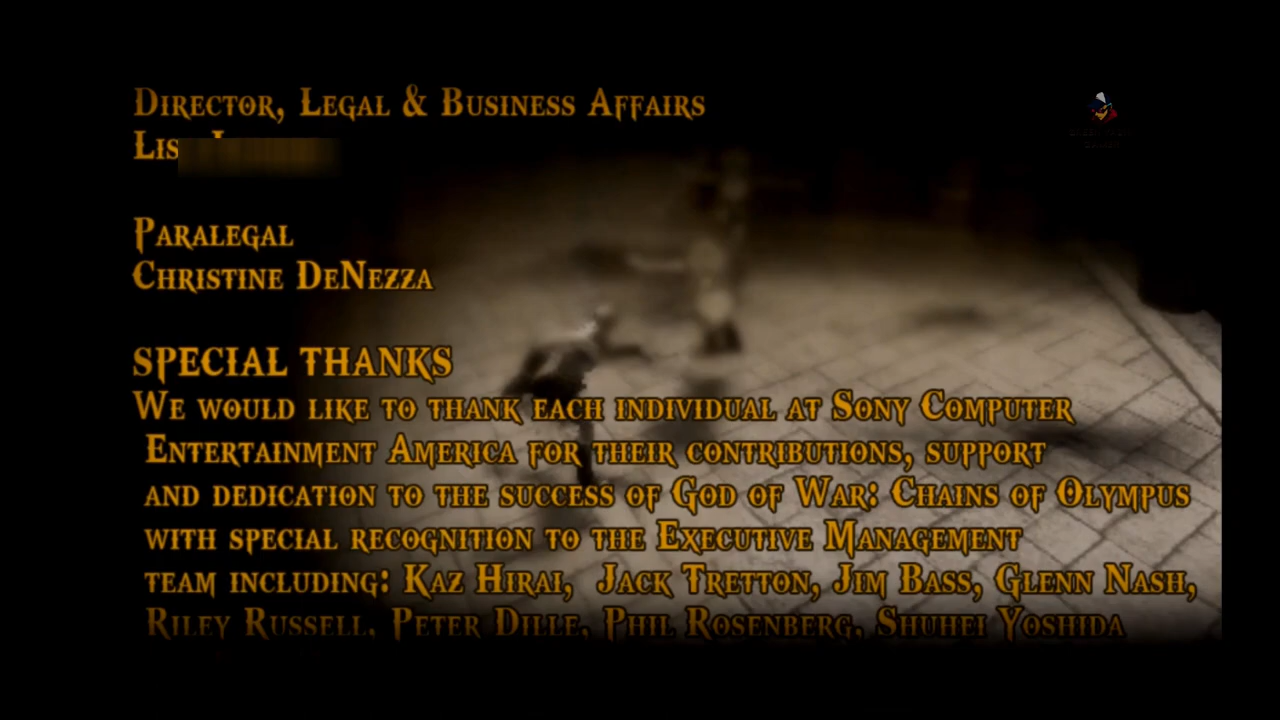 Director, Legal & Business Affairs
Paralegal
Christine DeNezza
SPECIAL THANKS
We would like to thank each individual at Sony Computer
Entertainment America for their contributions, support
and dedication to the success of God of War: Chains of Olympus
with special recognition to the Executive Management
team including: Kaz Hirai, Jack Tretton, Jim Bass, Glenn Nash,
Riley Russell, Peter Dille, Phil Rosenberg, Shuhei Yoshida